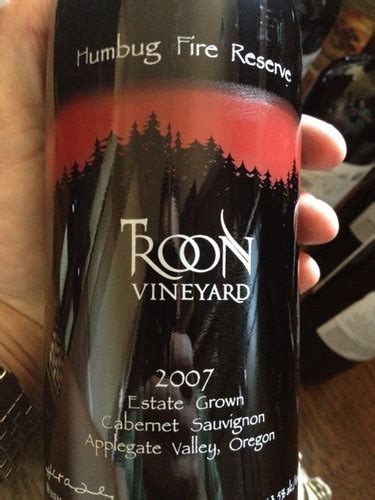 Humbug Fire Reserve
TROON
VINEYARD
2007
Estate Grown
Cabernet Sauvignon
Applegate Valley, Oregon